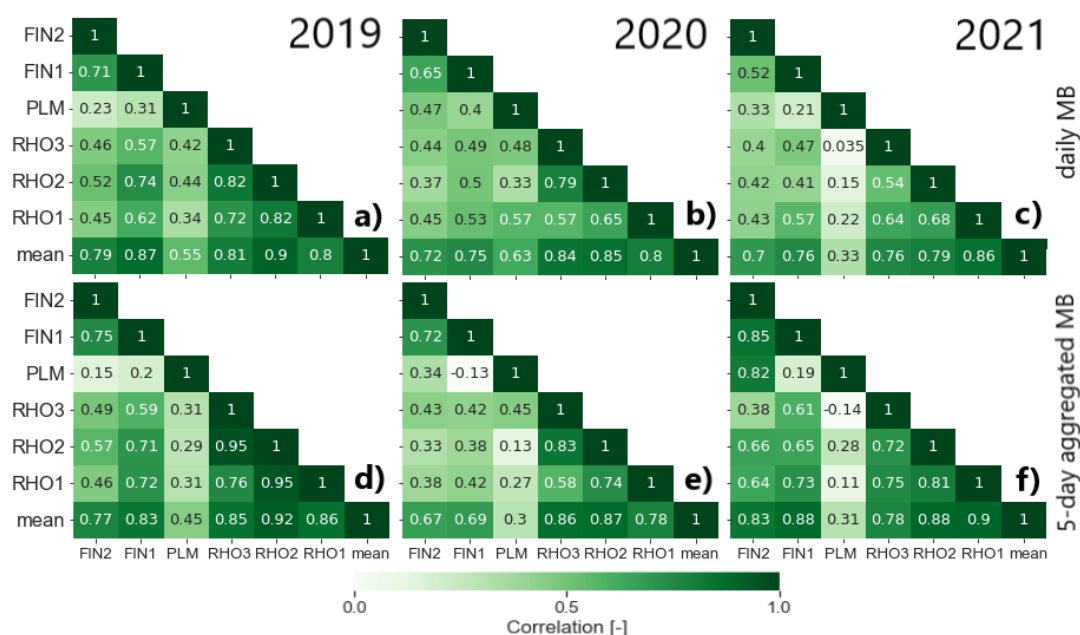 2019
FIN2 1
FIN1 0.71 1
PLM 0.23 0.31 1
RHO3 0.46 0.57 0.42 1
RHO2 0.52 0.74 0.44 0.82 1
RHO1 0.45 0.62 0.34 0.72 0.82 1
mean 0.79 0.87 0.55 0.81 0.9 0.8 1
a)
2020
1
0.65 1
0.47 0.4 1
0.44 0.49 0.48 1
0.37 0.5 0.33 0.79 1
0.45 0.53 0.57 0.57 0.65 1
0.72 0.75 0.63 0.84 0.85 0.8 1
b)
2021
1
0.52 1
0.33 0.21 1
0.4 0.47 0.035 1
0.42 0.41 0.15 0.54 1
0.43 0.57 0.22 0.64 0.68 1
0.7 0.76 0.33 0.76 0.79 0.86 1
c)
daily MB
FIN2 1
FIN1 0.75 1
PLM 0.15 0.2 1
RHO3 0.49 0.59 0.31 1
RHO2 0.57 0.71 0.29 0.95 1
RHO1 0.46 0.72 0.31 0.76 0.95 1
mean 0.77 0.83 0.45 0.85 0.92 0.86 1
FIN2 FIN1 PLM RHO3 RHO2 RHO1 mean
d)
1
0.72 1
0.34 -0.13 1
0.43 0.42 0.45 1
0.33 0.38 0.13 0.83 1
0.38 0.42 0.27 0.58 0.74 1
0.67 0.69 0.3 0.86 0.87 0.78 1
FIN2 FIN1 PLM RHO3 RHO2 RHO1 mean
e)
1
0.85 1
0.82 0.19 1
0.38 0.61 -0.14 1
0.66 0.65 0.28 0.72 1
0.64 0.73 0.11 0.75 0.81 1
0.83 0.88 0.31 0.78 0.88 0.9 1
FIN2 FIN1 PLM RHO3 RHO2 RHO1 mean
f)
5-day aggregated MB
0.0 0.5 1.0
Correlation [-]